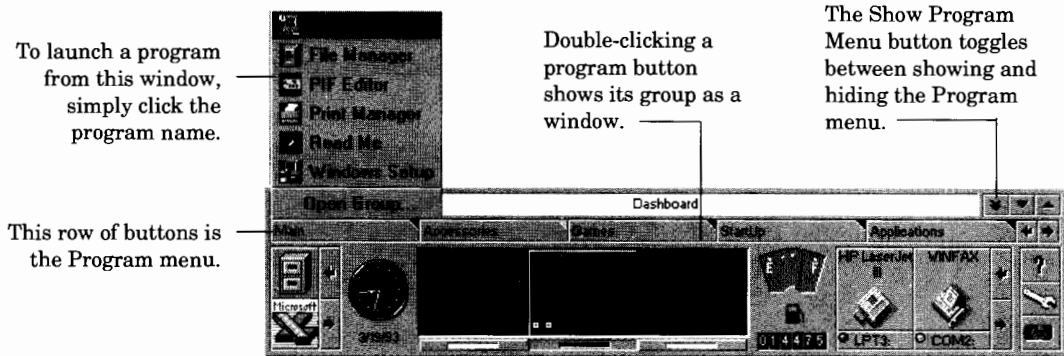 To launch a program
from this window,
simply click the
program name.
Double-clicking a
program button
shows its group as a
window.
The Show Program
Menu button toggles
between showing and
hiding the Program
menu.
File Manager
PIF Editor
Print Manager
Read Me
Windows Setup
Open Group...
Dashboard
This row of buttons is
the Program menu.
Main
Accessories
Games
StartUp
Applications
HP LaserJet
III
WINFAX
Microsoft
E
F
?
014475
LPT3:
COM2: